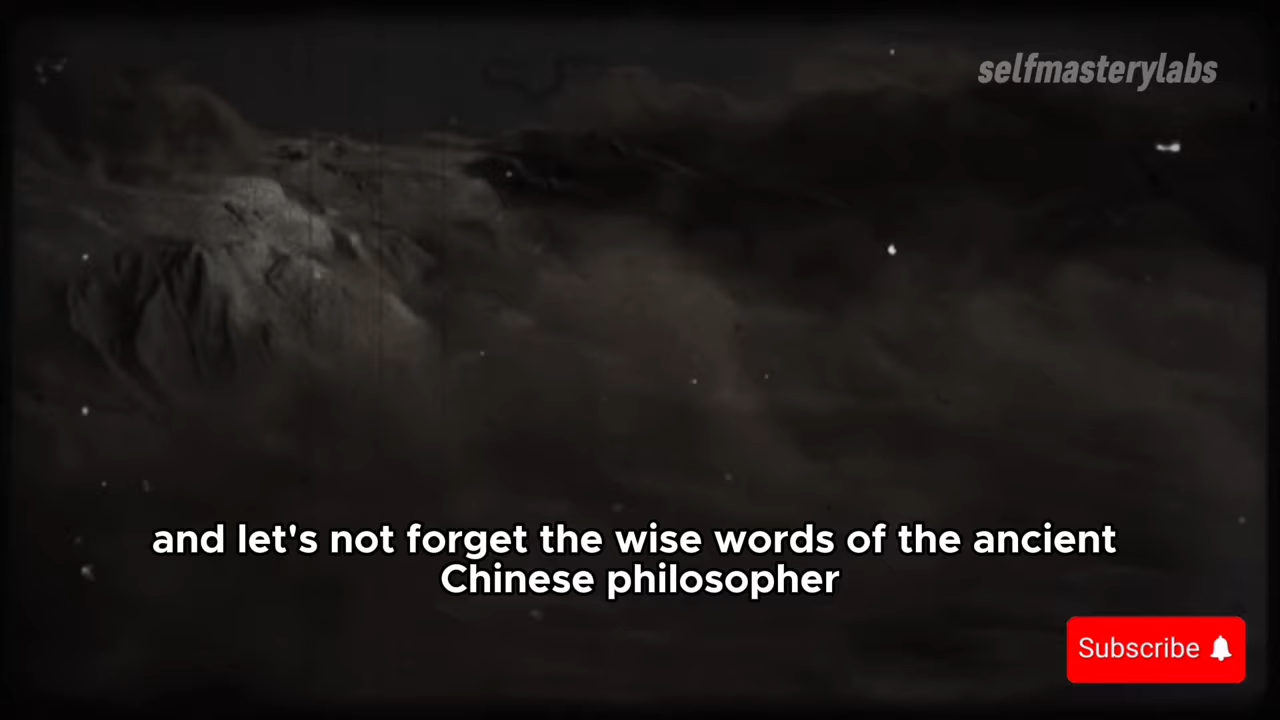 selfmasterylabs
and let's not forget the wise words of the ancient
Chinese philosopher
Subscribe